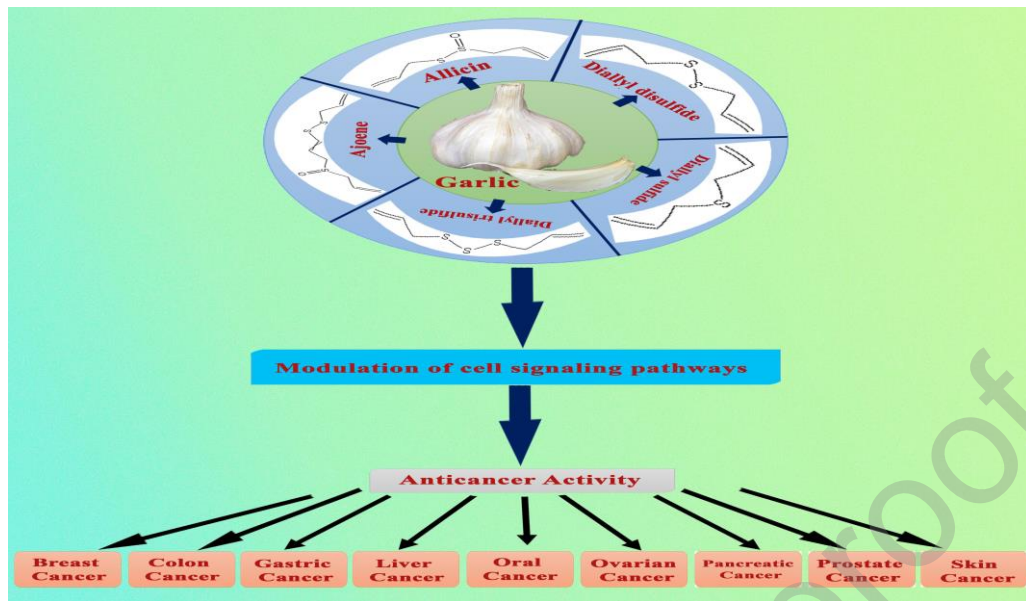 Allicin
Diallyl disulfide
Ajoene
Diallyl sulfide
Garlic
Diallyl trisulfide
O
S
S
S
S
S
S
S
S
O
S
S
S
Modulation of cell signaling pathways
Anticancer Activity
Breast
Cancer
Colon
Cancer
Gastric
Cancer
Liver
Cancer
Oral
Cancer
Ovarian
Cancer
Pancreatic
Cancer
Prostate
Cancer
Skin
Cancer
roof